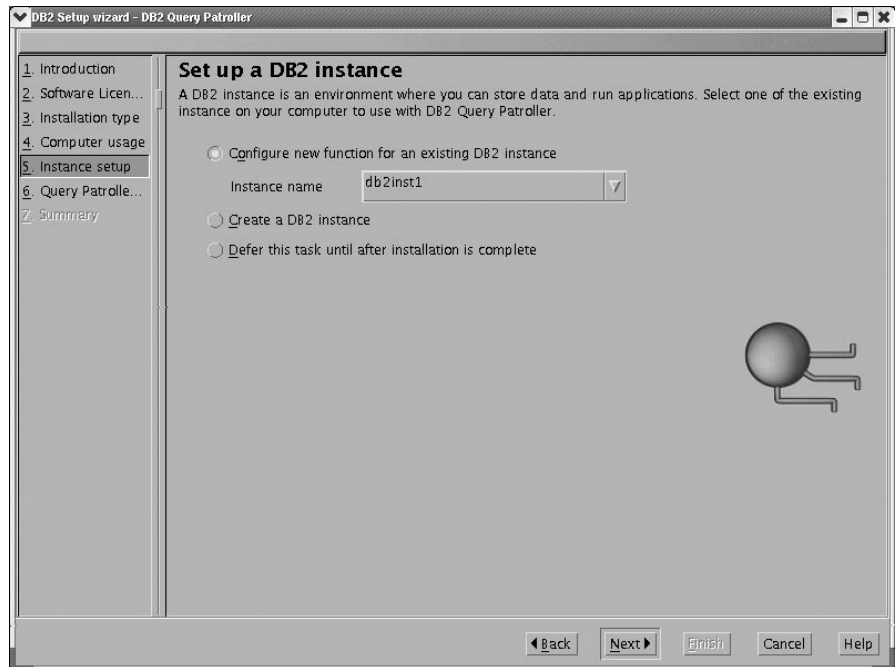 DB2 Setup wizard - DB2 Query Patroller
1. Introduction
2. Software Licen...
3. Installation type
4. Computer usage
5. Instance setup
6. Query Patrolle...
7. Summary
Set up a DB2 instance
A DB2 instance is an environment where you can store data and run applications. Select one of the existing
instance on your computer to use with DB2 Query Patroller.
Configure new function for an existing DB2 instance
Instance name db2inst1
Create a DB2 instance
Defer this task until after installation is complete
Back Next Finish Cancel Help